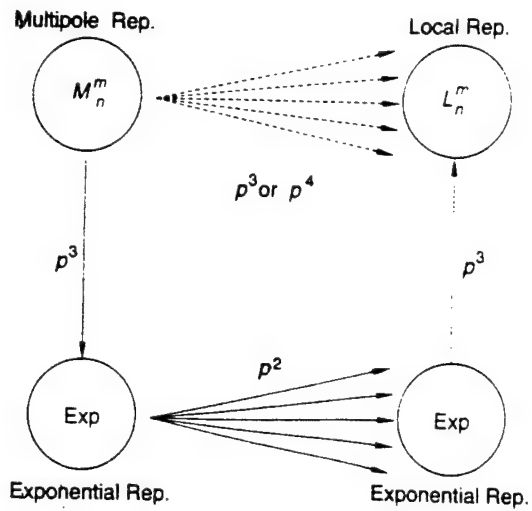 Multipole Rep.
Local Rep.
M_n^m
L_n^m
p^3 or p^4
p^3
p^3
p^2
Exp
Exp
Exponential Rep.
Exponential Rep.